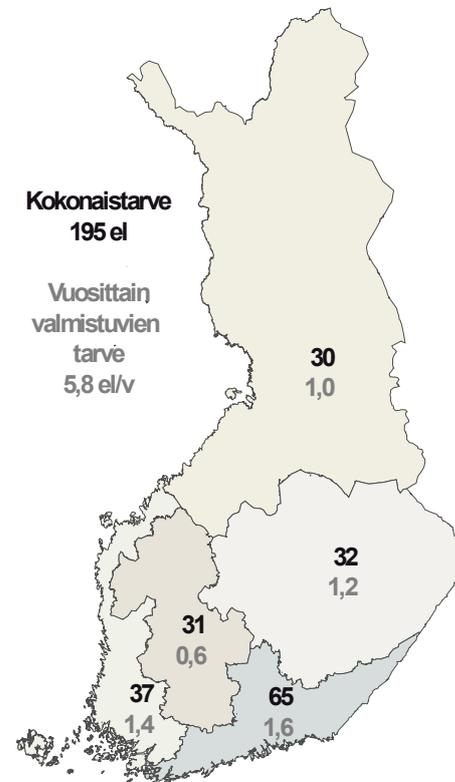 Kokonaistarve
195 el
Vuosittain
valmistuvien
tarve
5,8 el/v
30
1,0
32
1,2
31
0,6
37
1,4
65
1,6